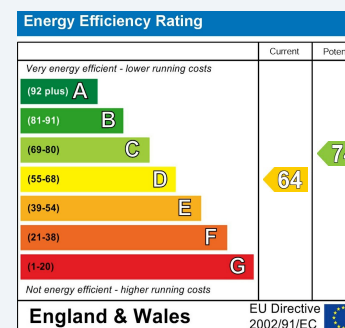 Energy Efficiency Rating
Current
Very energy efficient - lower running costs
(92 plus) A
(81-91) B
(69-80) C
(55-68) D
64
(39-54) E
(21-38) F
(1-20) G
Not energy efficient - higher running costs
England & Wales
EU Directive
2002/91/EC